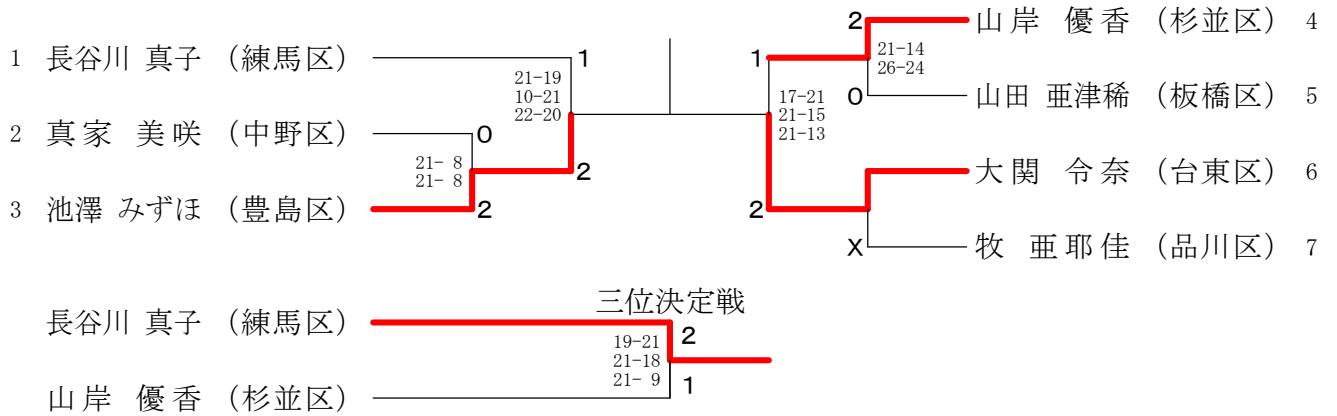 1 長谷川 真子 (練馬区)
1
21-19
10-21
22-20
2 真家 美咲 (中野区)
0
21- 8
21- 8
2
3 池澤 みずほ (豊島区)
2
2
山岸 優香 (杉並区) 4
1
21-14
26-24
0
山田 亜津稀 (板橋区) 5
17-21
21-15
21-13
大関 令奈 (台東区) 6
2
X
牧 亜耶佳 (品川区) 7
三位決定戦
長谷川 真子 (練馬区)
2
19-21
21-18
21- 9
1
山岸 優香 (杉並区)